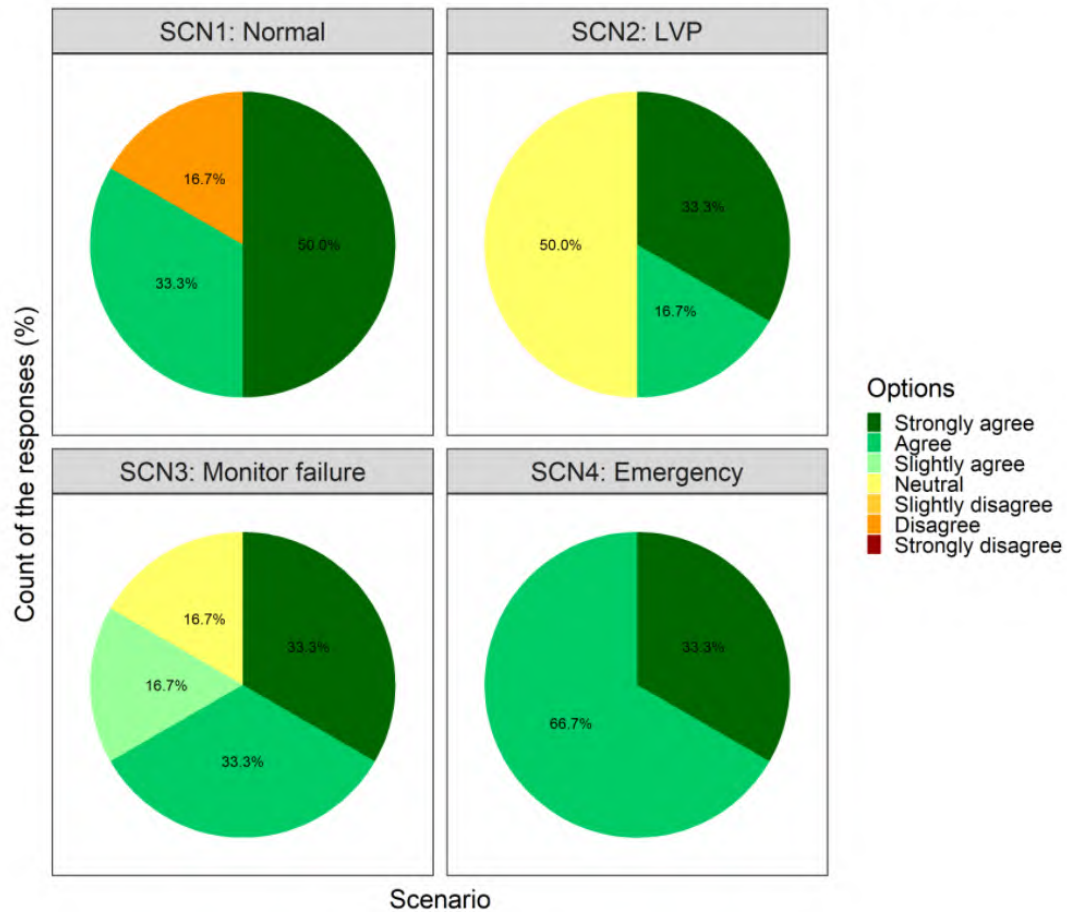 SCN1: Normal
SCN2: LVP
16.7%
50.0%
33.3%
50.0%
33.3%
16.7%
SCN3: Monitor failure
SCN4: Emergency
16.7%
33.3%
16.7%
33.3%
33.3%
66.7%
Count of the responses (%)
Scenario
Options
Strongly agree
Agree
Slightly agree
Neutral
Slightly disagree
Disagree
Strongly disagree